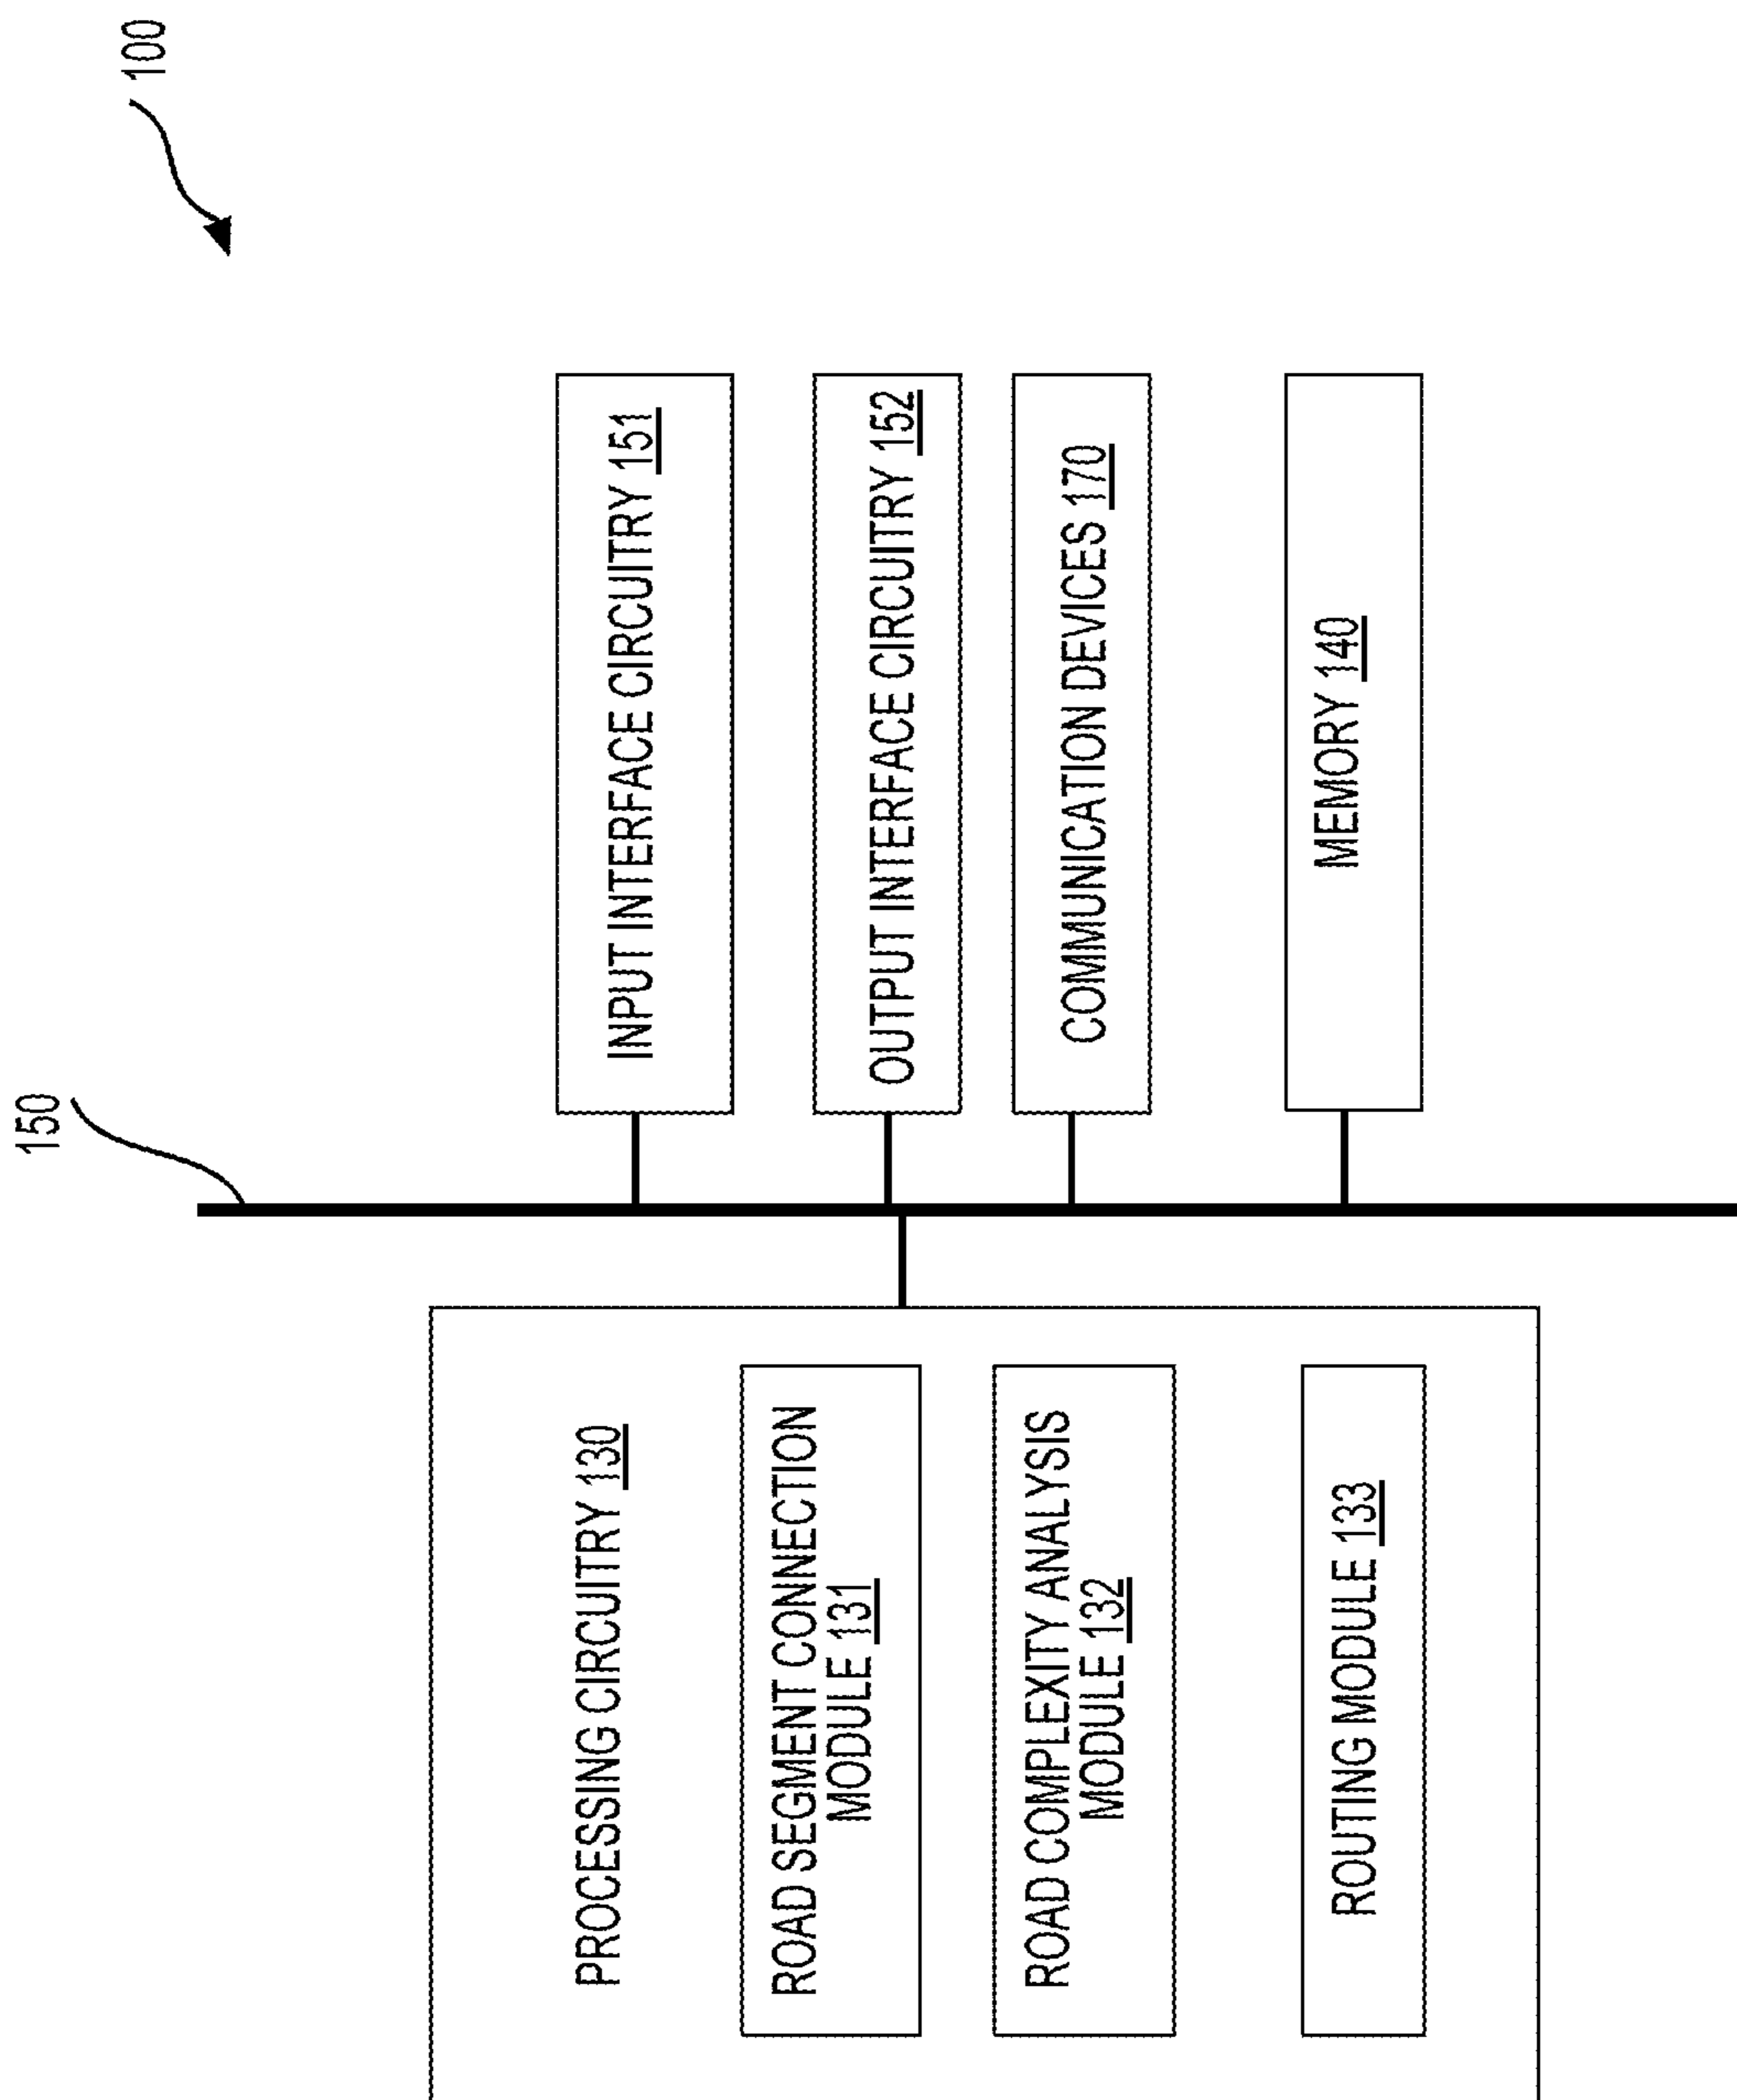 100
150
INPUT INTERFACE CIRCUITRY 151
OUTPUT INTERFACE CIRCUITRY 152
COMMUNICATION DEVICES 170
MEMORY 140
PROCESSING CIRCUITRY 130
ROAD SEGMENT CONNECTION
MODULE 131
ROAD COMPLEXITY ANALYSIS
MODULE 132
ROUTING MODULE 133